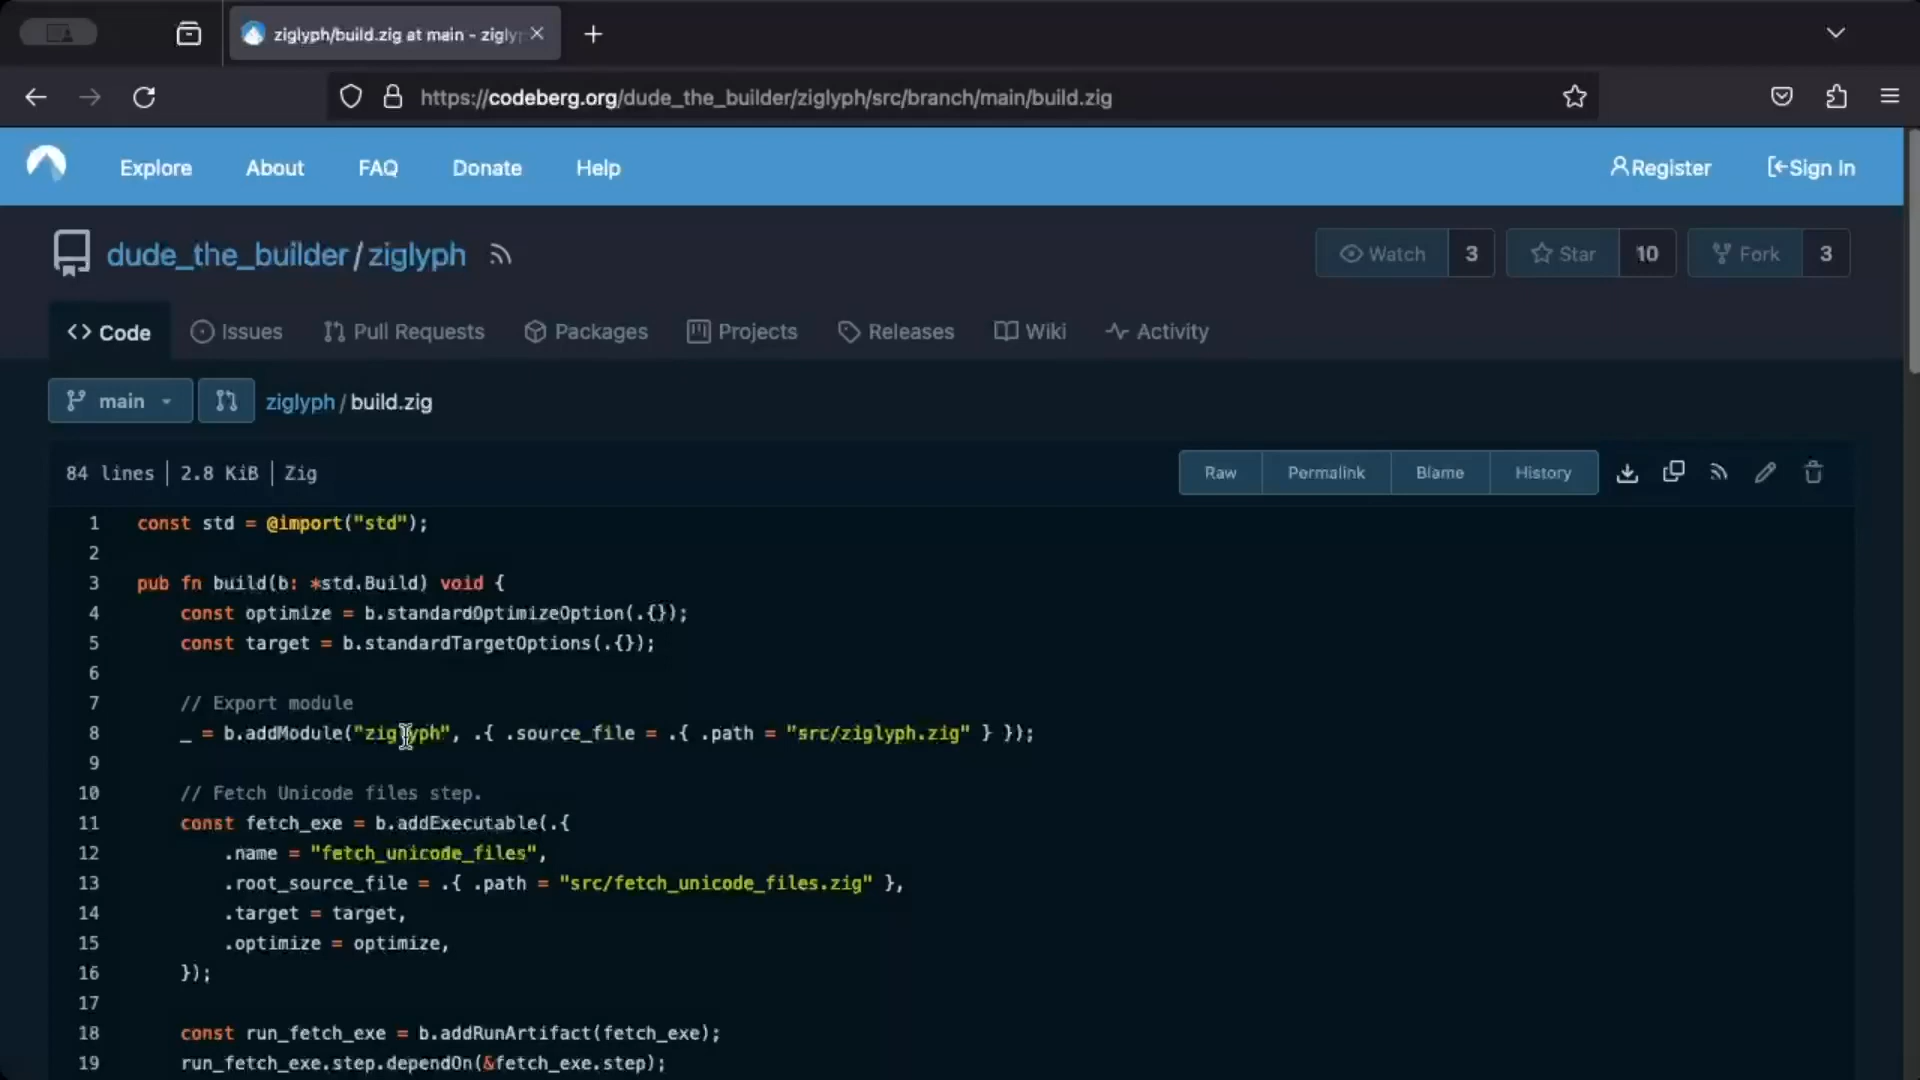 ziglyph/build.zig at main - zigly
https://codeberg.org/dude_the_builder/ziglyph/src/branch/main/build.zig
Explore About FAQ Donate Help Register Sign In
dude_the_builder/ziglyph Watch 3 Star 10 Fork 3
<> Code Issues Pull Requests Packages Projects Releases Wiki Activity
main ziglyph/build.zig
84 lines | 2.8 KiB | Zig Raw Permalink Blame History
1 const std = @import("std");
2
3 pub fn build(b: *std.Build) void {
4 const optimize = b.standardOptimizeOption(.{});
5 const target = b.standardTargetOptions(.{});
6
7 // Export module
8 _ = b.addModule("ziglyph", .{ .source_file = .{ .path = "src/ziglyph.zig" } });
9
10 // Fetch Unicode files step.
11 const fetch_exe = b.addExecutable(.{
12 .name = "fetch_unicode_files",
13 .root_source_file = .{ .path = "src/fetch_unicode_files.zig" },
14 .target = target,
15 .optimize = optimize,
16 });
17
18 const run_fetch_exe = b.addRunArtifact(fetch_exe);
19 run_fetch_exe.step.dependOn(&fetch_exe.step);